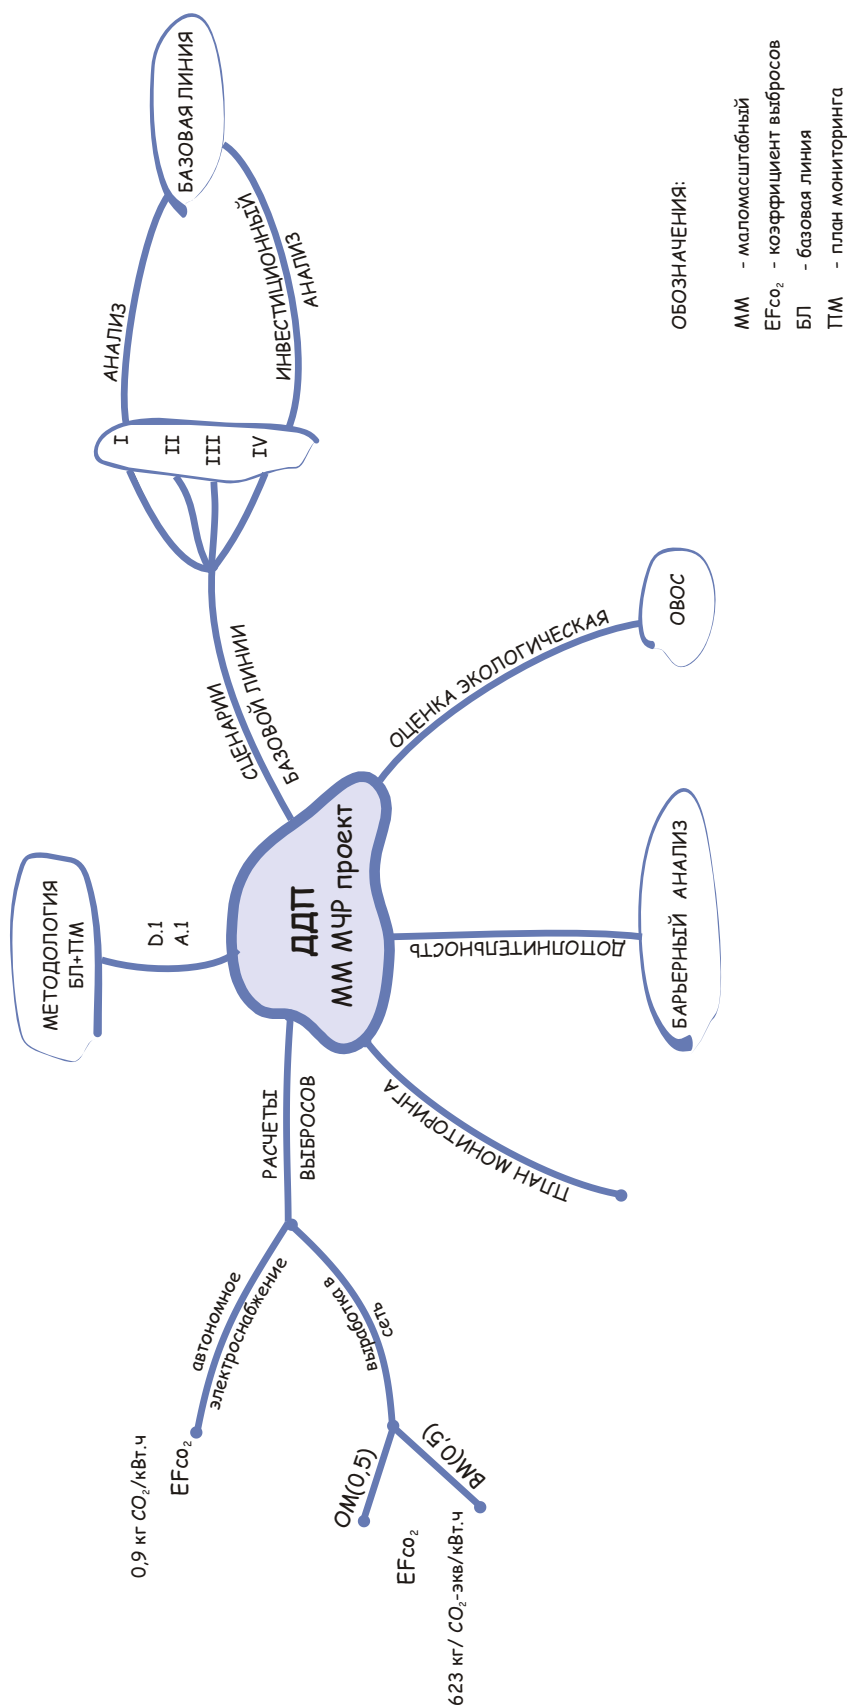 МЕТОДОЛОГИЯ
БЛ+ПМ
D.1
A.1
СЦЕНАРИИ
БАЗОВОЙ ЛИНИИ
I
II
III
IV
АНАЛИЗ
ИНВЕСТИЦИОННЫЙ
АНАЛИЗ
БАЗОВАЯ ЛИНИЯ
ДДП
ММ МЧР проект
РАСЧЕТЫ
ВЫБРОСОВ
автономное
электроснабжение
0,9 кг CO₂/кВт.ч
EFco₂
выработка в
сеть
ОМ(0,5)
ВМ(0,5)
EFco₂
623 кг/ CO₂-экв/кВт.ч
ПЛАН МОНИТОРИНГА
ДОПОЛНИТЕЛЬНОСТЬ
БАРЬЕРНЫЙ АНАЛИЗ
ОЦЕНКА ЭКОЛОГИЧЕСКАЯ
ОВОС
ОБОЗНАЧЕНИЯ:
ММ - маломасштабный
EFco₂ - коэффициент выбросов
БЛ - базовая линия
ПМ - план мониторинга